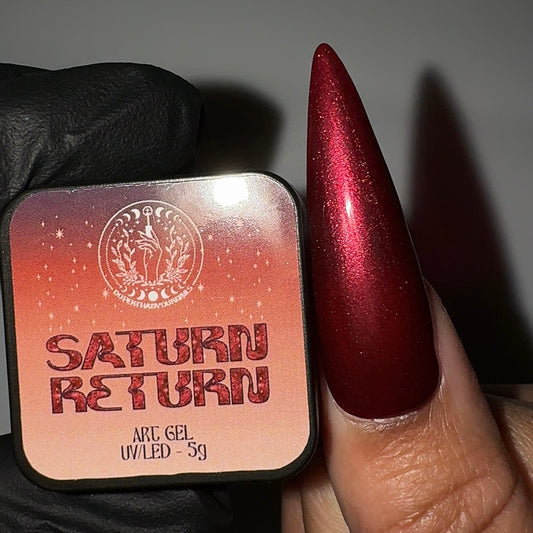 SATURN
RETURN
ART GEL
UV/LED - 5g